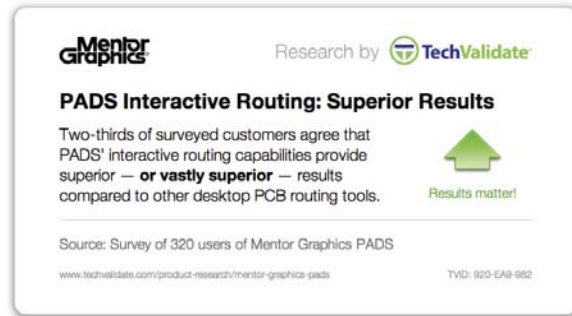 Mentor Graphics
Research by TechValidate
PADS Interactive Routing: Superior Results
Two-thirds of surveyed customers agree that
PADS' interactive routing capabilities provide
superior — or vastly superior — results
compared to other desktop PCB routing tools.
Results matter!
Source: Survey of 320 users of Mentor Graphics PADS
www.techvalidate.com/product-research/mentor-graphics-pads
TVID: 920-EA9-982